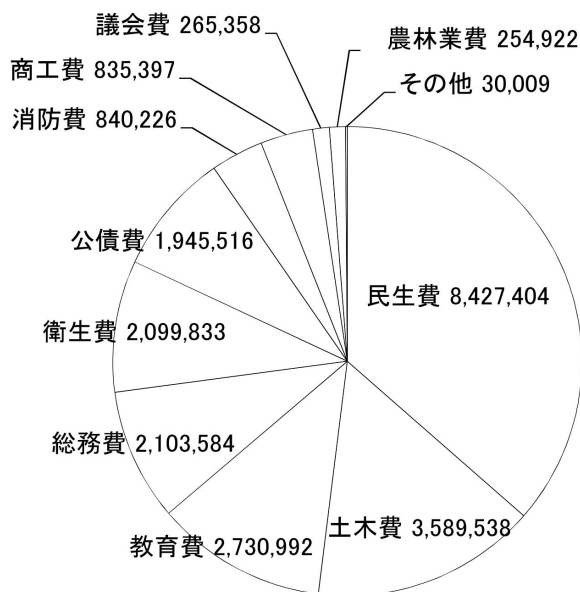 議会費 265,358
農林業費 254,922
商工費 835,397
その他 30,009
消防費 840,226
公債費 1,945,516
民生費 8,427,404
衛生費 2,099,833
総務費 2,103,584
土木費 3,589,538
教育費 2,730,992